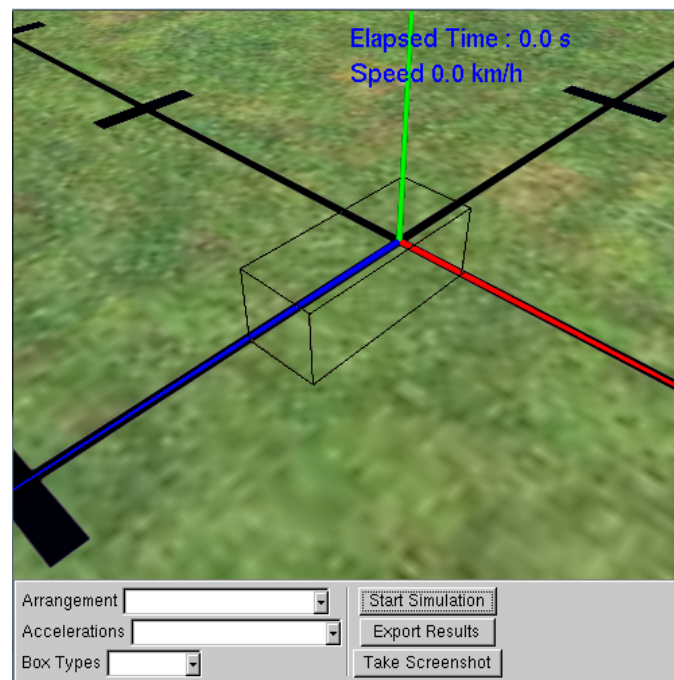 Elapsed Time : 0.0 s
Speed 0.0 km/h
Arrangement
Start Simulation
Accelerations
Export Results
Box Types
Take Screenshot